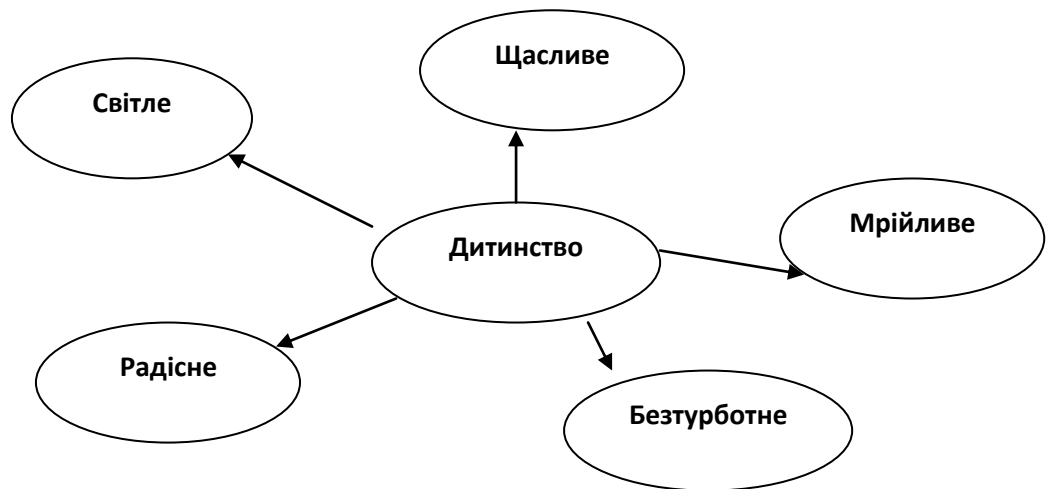 Щасливе
Світле
Мрійливе
Дитинство
Радісне
Безтурботне